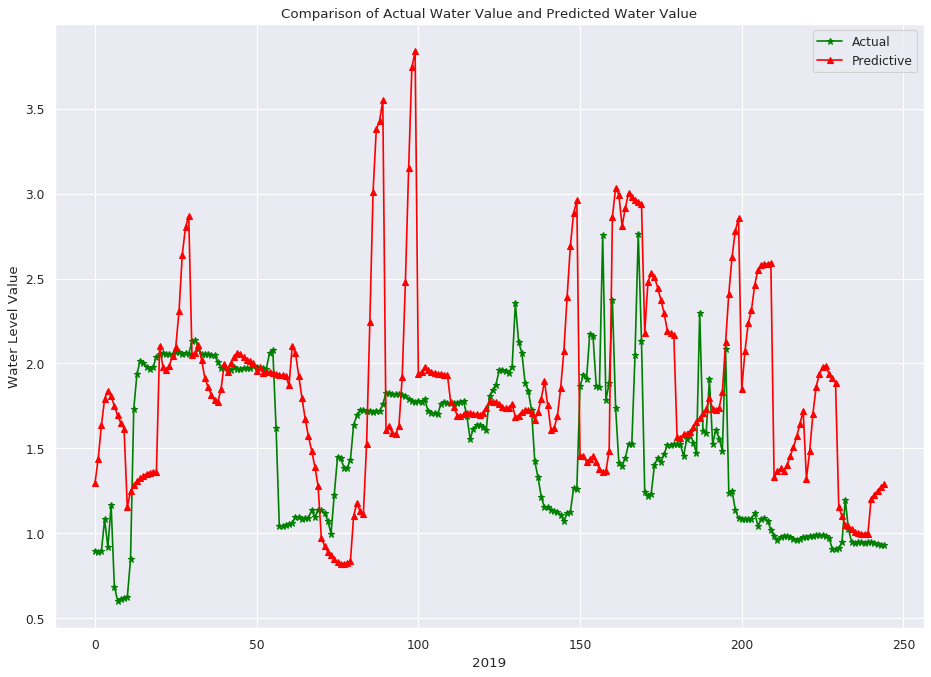 Comparison of Actual Water Value and Predicted Water Value
Actual
Predictive
Water Level Value
3.5
3.0
2.5
2.0
1.5
1.0
0.5
0 50 100 150 200 250
2019